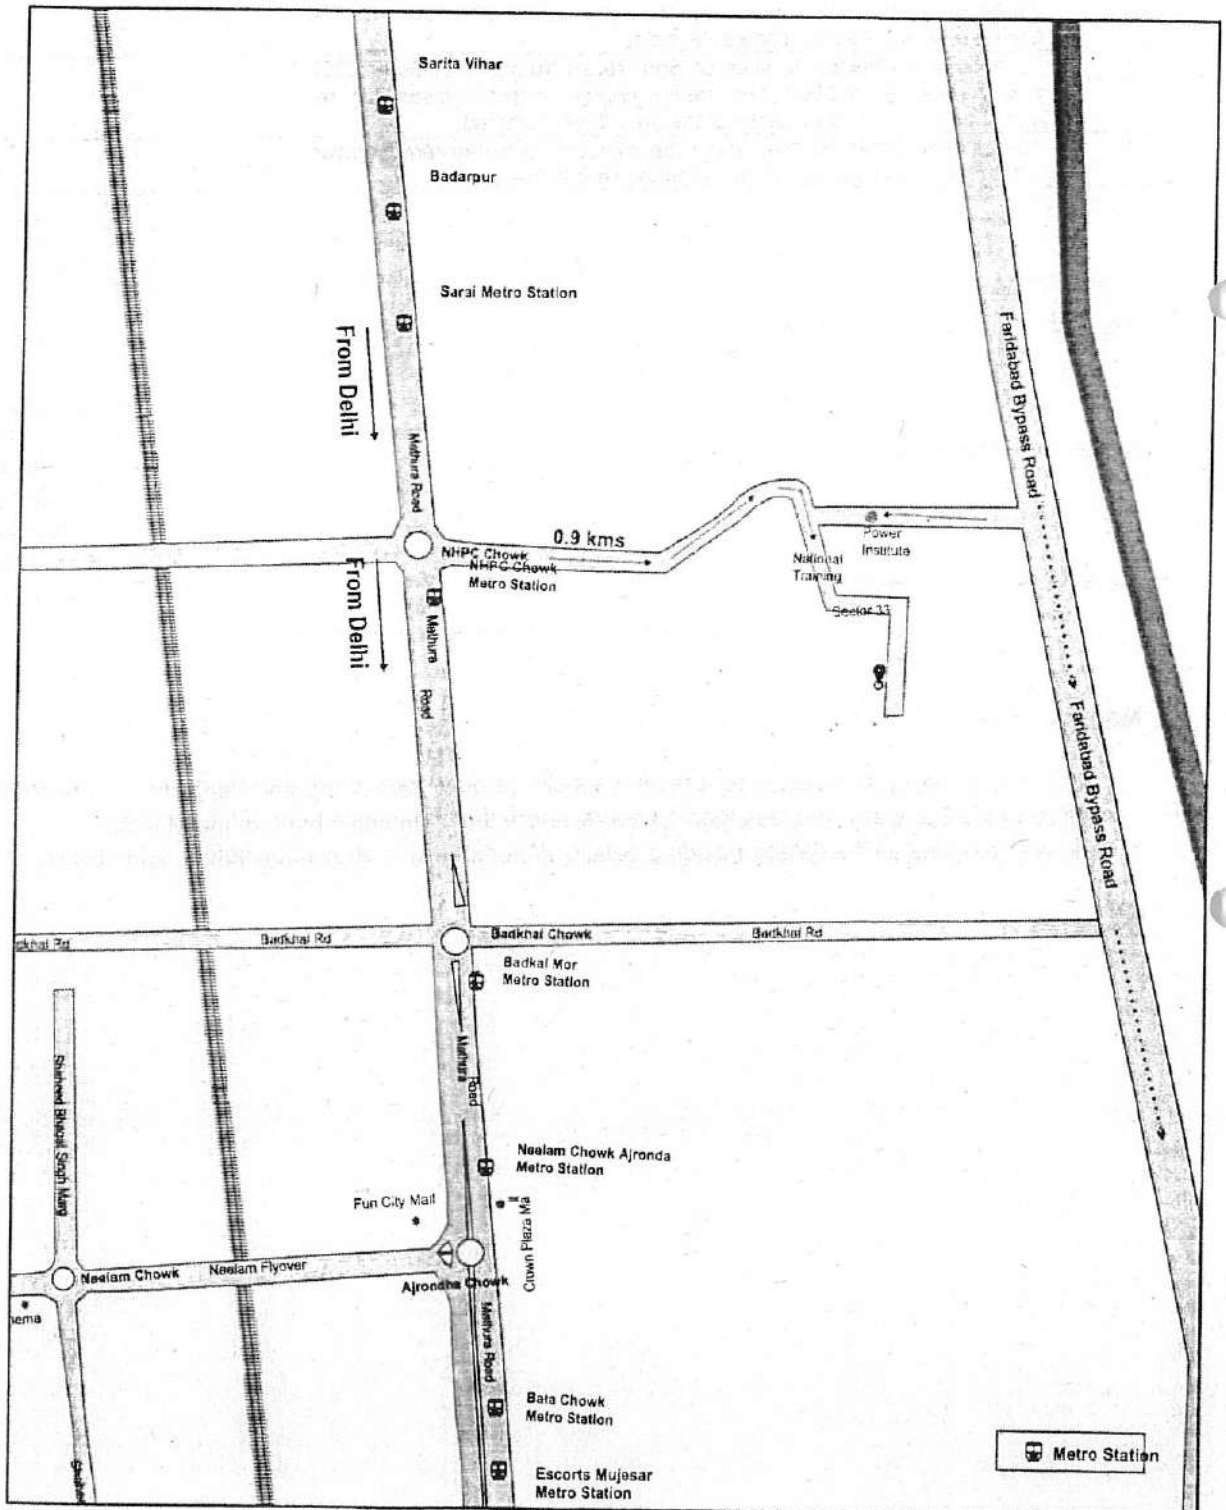 Sarita Vihar
Badarpur
Sarai Metro Station
From Delhi
Mathura Road
Faridabad Bypass Road
0.9 kms
NHPC Chowk
NHPC Chowk
Metro Station
Power
Institute
National
Training
Sector 33
From Delhi
Mathura
Road
Faridabad Bypass Road
Badkhal Rd
Badkhal Chowk
Badkhal Rd
Badkal Mor
Metro Station
Mathura
Road
Shaheed Bhagat Singh Marg
Neelam Chowk Ajronda
Metro Station
Fun City Mall
Crown Plaza Ma
Neelam Chowk
Neelam Flyover
Ajrondha Chowk
nema
Mathura Road
Bata Chowk
Metro Station
Metro Station
Escorts Mujesar
Metro Station